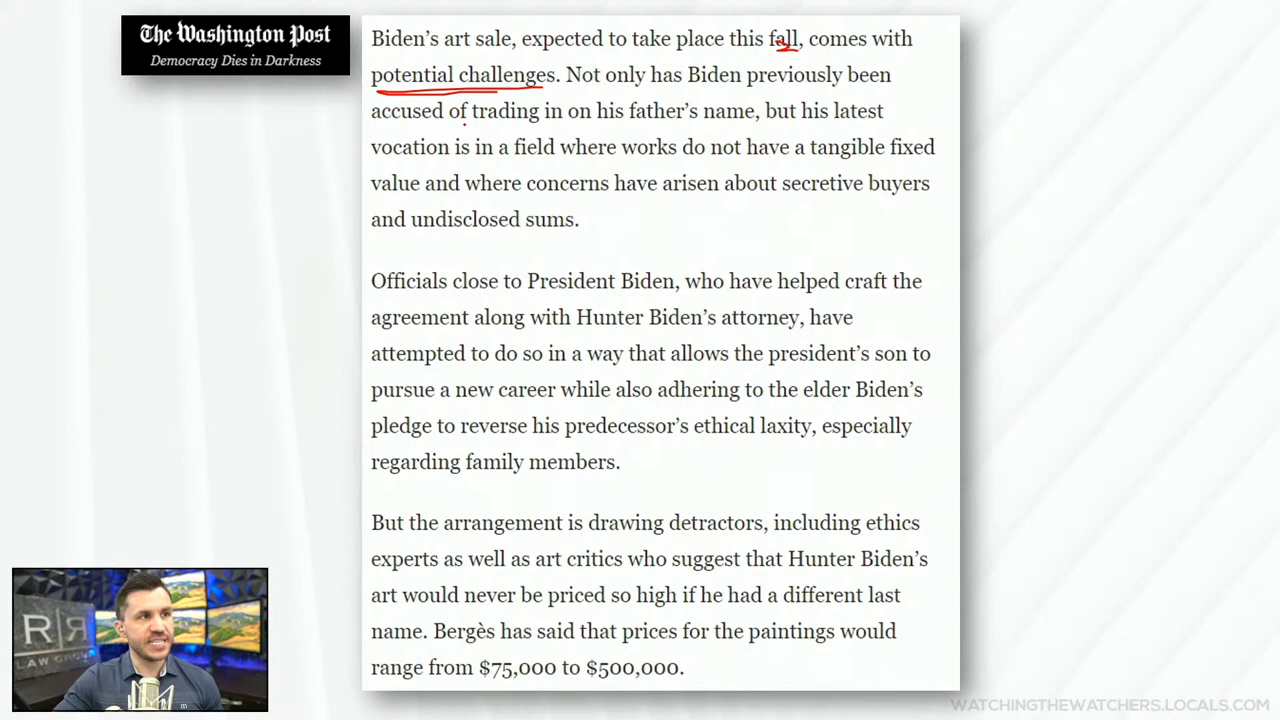 The Washington Post
Democracy Dies in Darkness
Biden's art sale, expected to take place this fall, comes with
potential challenges. Not only has Biden previously been
accused of trading in on his father's name, but his latest
vocation is in a field where works do not have a tangible fixed
value and where concerns have arisen about secretive buyers
and undisclosed sums.
Officials close to President Biden, who have helped craft the
agreement along with Hunter Biden's attorney, have
attempted to do so in a way that allows the president's son to
pursue a new career while also adhering to the elder Biden's
pledge to reverse his predecessor's ethical laxity, especially
regarding family members.
But the arrangement is drawing detractors, including ethics
experts as well as art critics who suggest that Hunter Biden's
art would never be priced so high if he had a different last
name. Bergès has said that prices for the paintings would
range from $75,000 to $500,000.
R R
LAW GROUP
WATCHINGTHEWATCHERS.LOCALS.COM